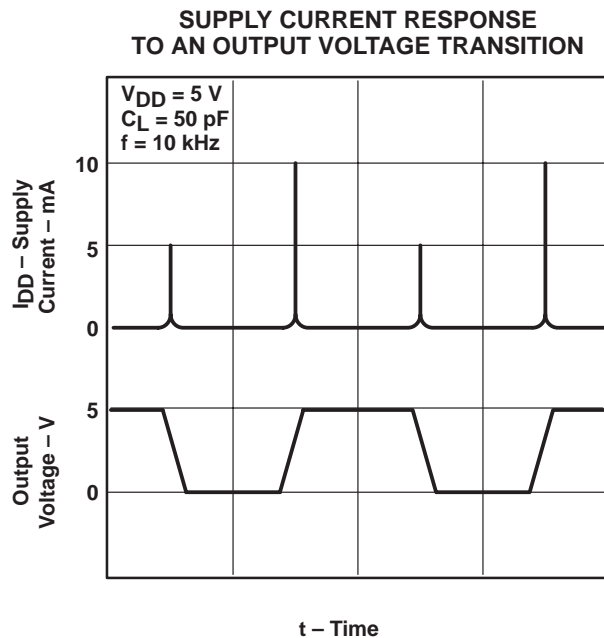 SUPPLY CURRENT RESPONSE
TO AN OUTPUT VOLTAGE TRANSITION
VDD = 5 V
CL = 50 pF
f = 10 kHz
IDD – Supply
Current – mA
10
5
0
Output
Voltage – V
5
0
t – Time